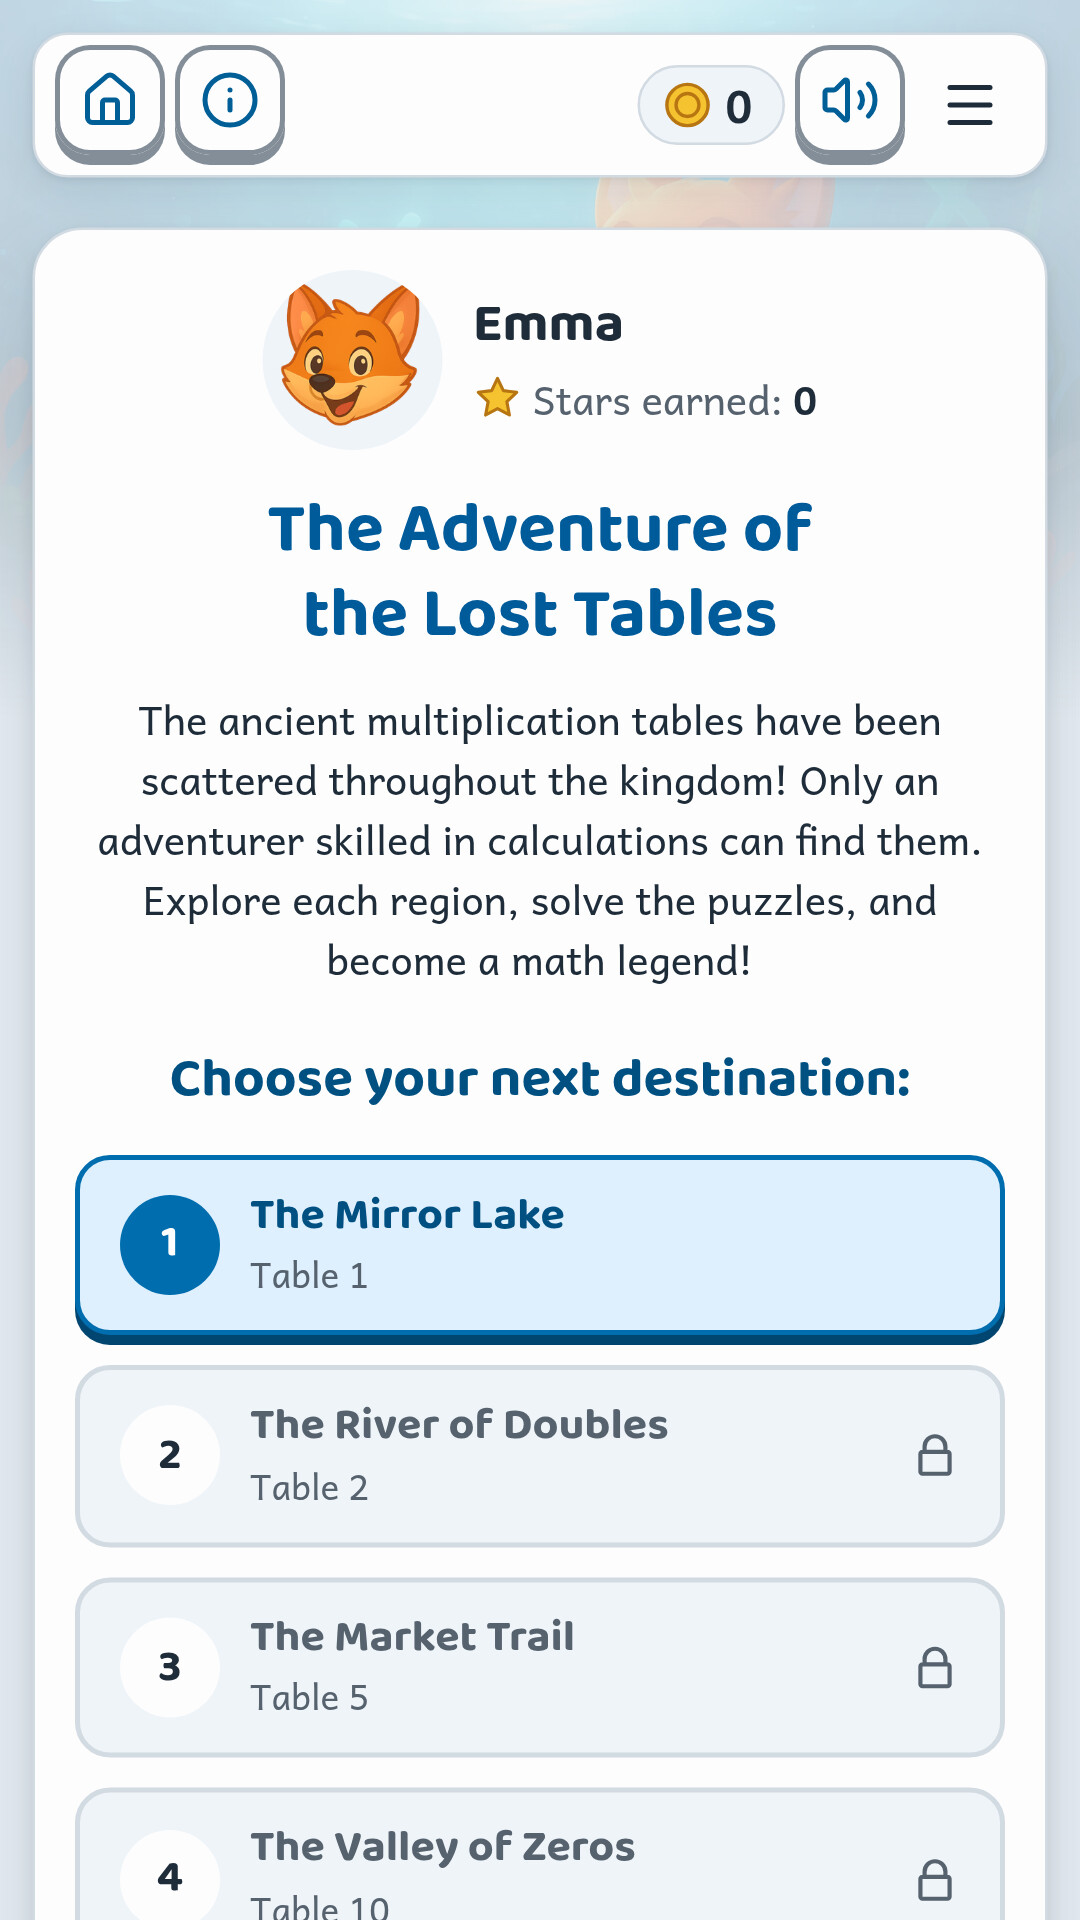 0
Emma
Stars earned: 0
The Adventure of
the Lost Tables
The ancient multiplication tables have been
scattered throughout the kingdom! Only an
adventurer skilled in calculations can find them.
Explore each region, solve the puzzles, and
become a math legend!
Choose your next destination:
1
The Mirror Lake
Table 1
2
The River of Doubles
Table 2
3
The Market Trail
Table 5
4
The Valley of Zeros
Table 10